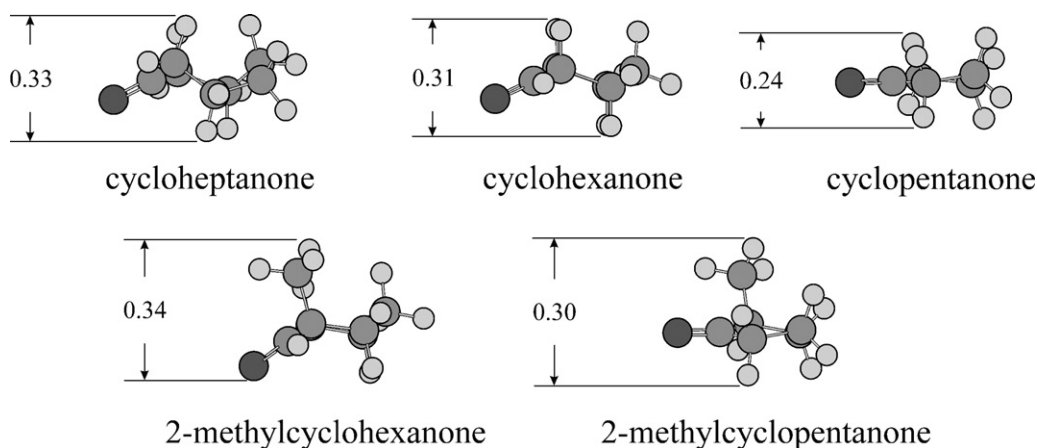 0.33
0.31
0.24
cycloheptanone
cyclohexanone
cyclopentanone
0.34
0.30
2-methylcyclohexanone
2-methylcyclopentanone